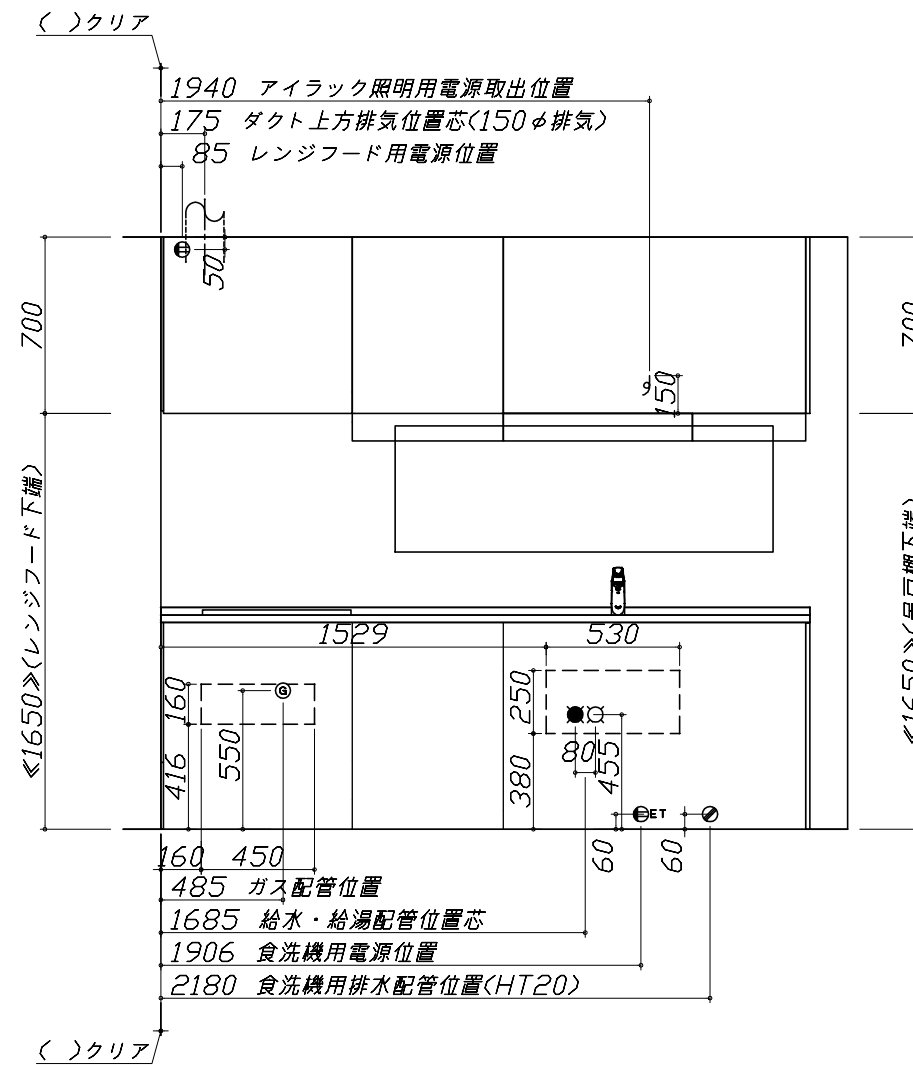 ( )クリア
1940 アイラック照明用電源取出位置
175 ダクト上方排気位置芯(150φ排気)
85 レンジフード用電源位置
50
700
700
150
≪1650≫(レンジフード下端)
1529
530
160
G
250
550
80
455
416
380
ET
60
60
160
450
485 ガス配管位置
1685 給水・給湯配管位置芯
1906 食洗機用電源位置
2180 食洗機用排水配管位置(HT20)
( )クリア